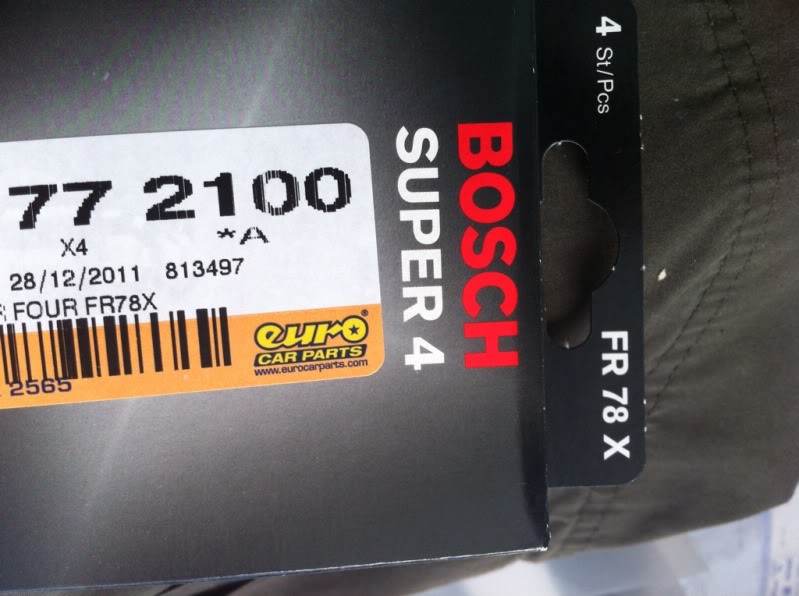 4 St/Pcs
FR 78 X
BOSCH
SUPER 4
77 2100
*A
X4
28/12/2011 813497
FOUR FR78X
2565
euro
CAR PARTS
www.eurocarparts.com